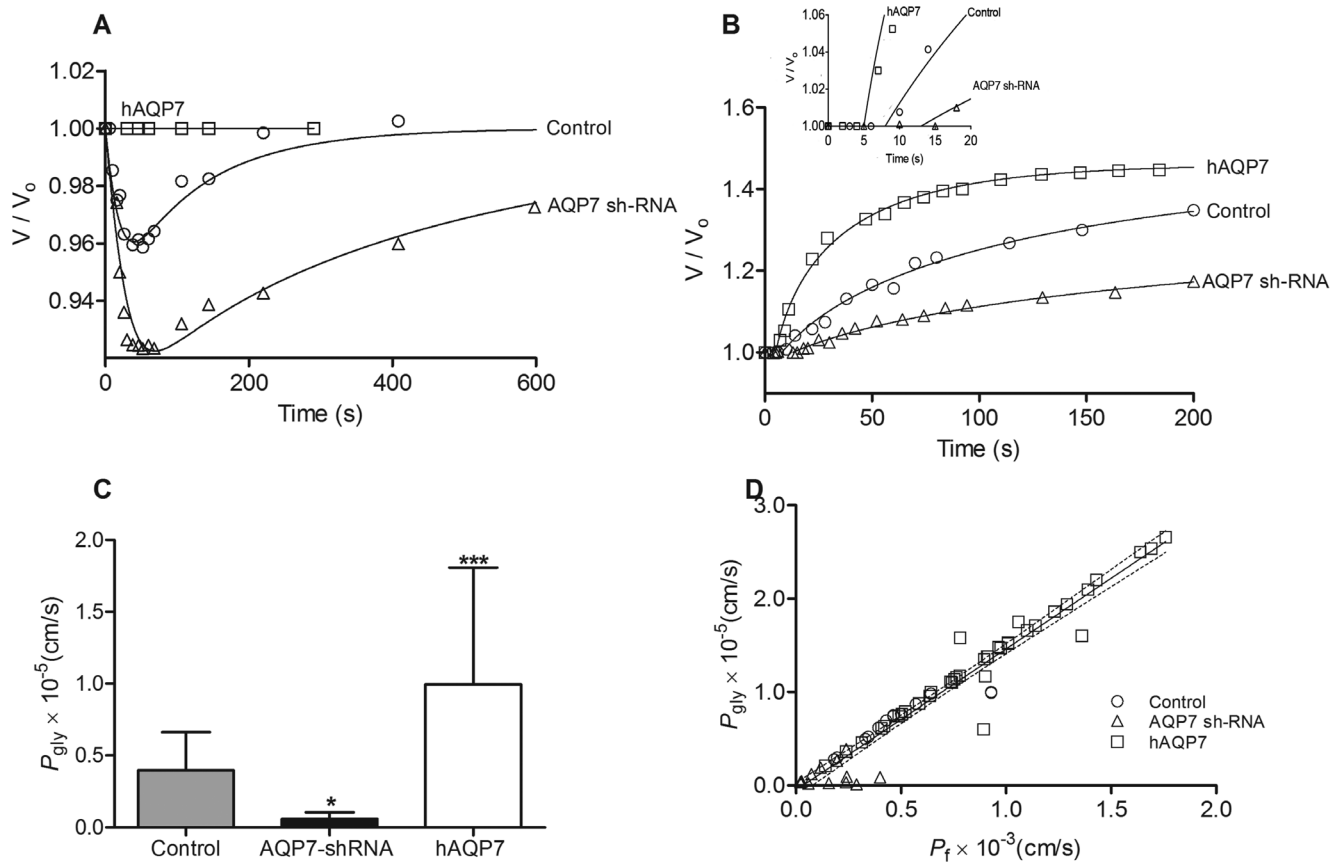 A
1.02
1.00
0.98
0.96
0.94
V / Vo
0
200
400
600
Time (s)
hAQP7
Control
AQP7 sh-RNA
B
1.06
1.04
1.02
1.00
V / Vo
0
5
10
15
20
Time (s)
hAQP7
Control
AQP7 sh-RNA
1.6
1.4
1.2
1.0
V / Vo
0
50
100
150
200
Time (s)
hAQP7
Control
AQP7 sh-RNA
C
2.0
1.5
1.0
0.5
0.0
Pgly × 10⁻⁵(cm/s)
*
***
Control
AQP7-shRNA
hAQP7
D
3.0
2.0
1.0
0.0
Pgly × 10⁻⁵(cm/s)
0.0
0.5
1.0
1.5
2.0
Pf × 10⁻³(cm/s)
Control
AQP7 sh-RNA
hAQP7